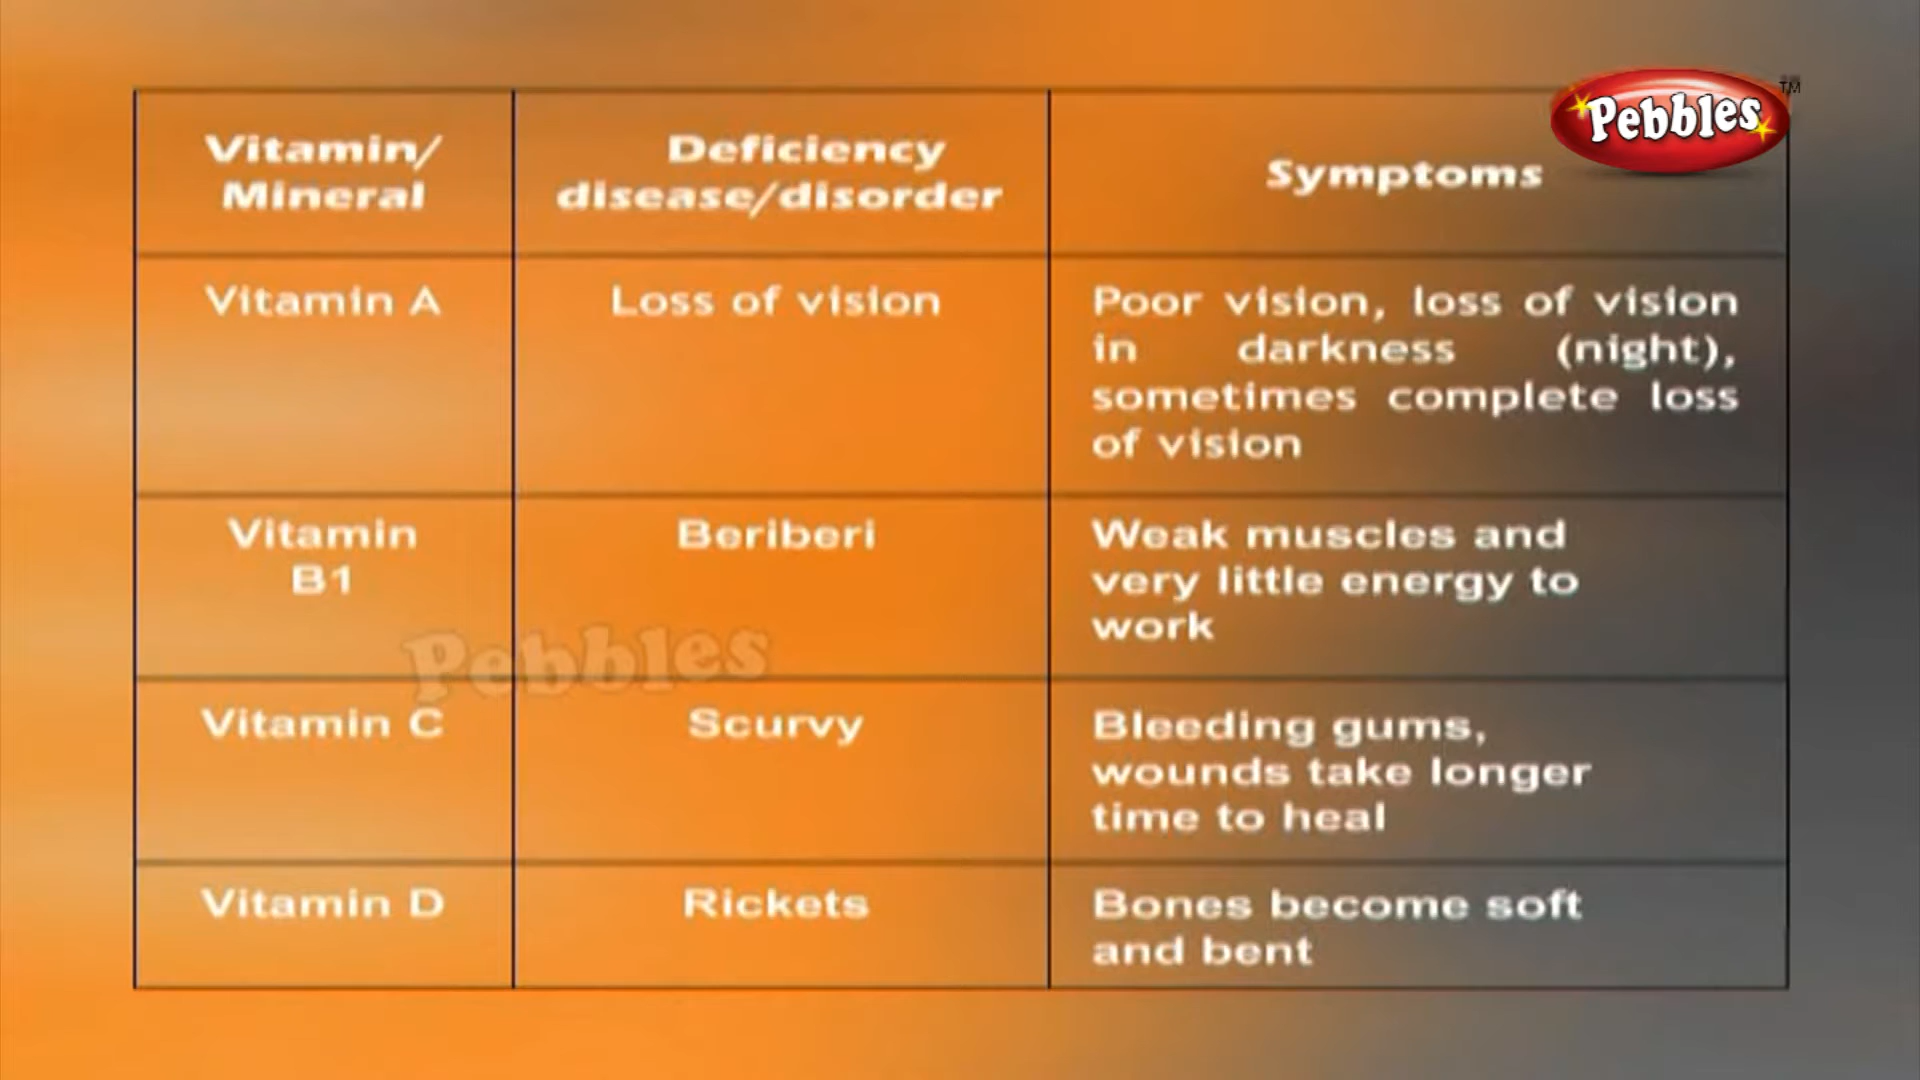 Pebbles TM
Vitamin/
Mineral
Deficiency
disease/disorder
Symptoms
Vitamin A
Loss of vision
Poor vision, loss of vision
in darkness (night),
sometimes complete loss
of vision
Vitamin
B1
Beriberi
Weak muscles and
very little energy to
work
Pebbles
Vitamin C
Scurvy
Bleeding gums,
wounds take longer
time to heal
Vitamin D
Rickets
Bones become soft
and bent